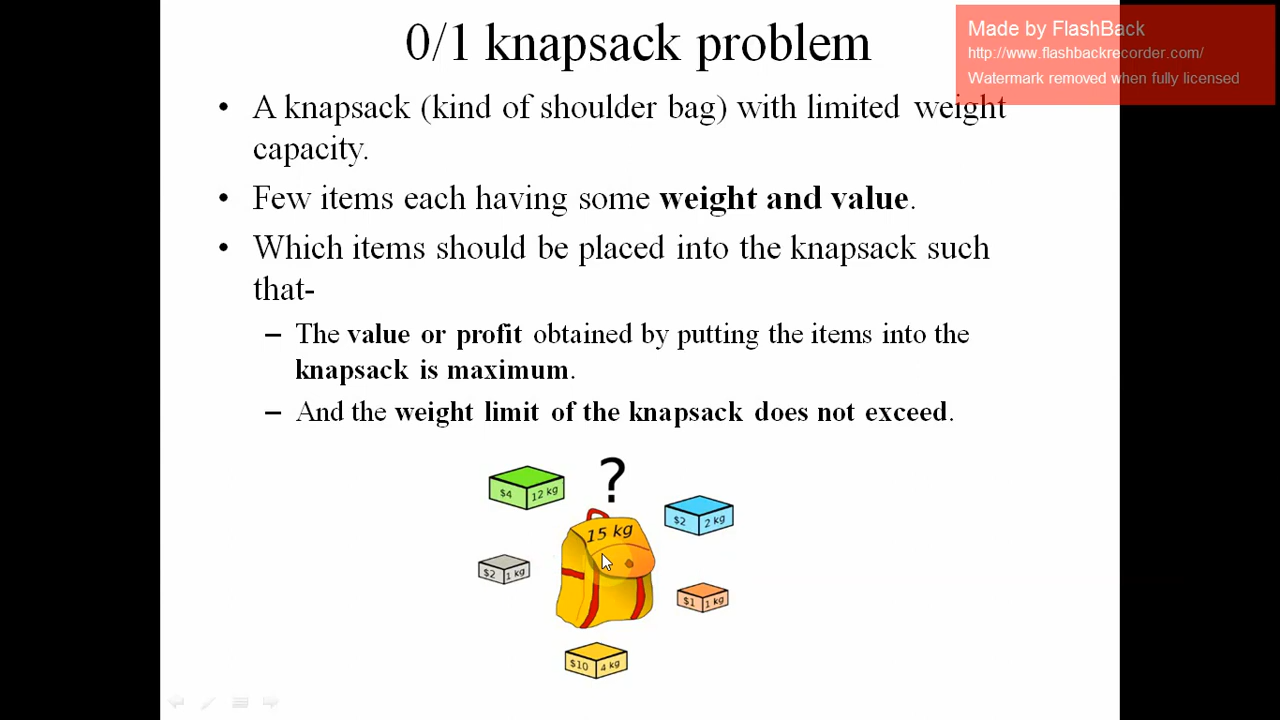 0/1 knapsack problem
Made by FlashBack
http://www.flashbackrecorder.com/
Watermark removed when fully licensed
• A knapsack (kind of shoulder bag) with limited weight
capacity.
• Few items each having some weight and value.
• Which items should be placed into the knapsack such
that-
– The value or profit obtained by putting the items into the
knapsack is maximum.
– And the weight limit of the knapsack does not exceed.
?
$4 12 kg
15 kg
$2 2 kg
$2 1 kg
$1 1 kg
$10 4 kg